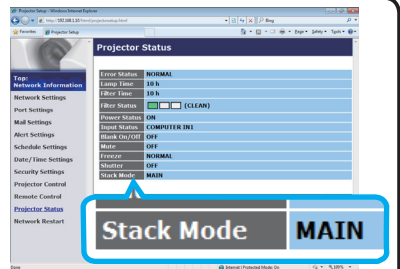 Projector Setup - Windows Internet Explorer
Bing
Favorites Projector Setup
Page Safety Tools
Projector Status
Top:
Network Information
Network Settings
Port Settings
Mail Settings
Alert Settings
Schedule Settings
Date/Time Settings
Security Settings
Projector Control
Remote Control
Projector Status
Network Restart
Error Status NORMAL
Lamp Time 10 h
Filter Time 10 h
Filter Status (CLEAN)
Power Status ON
Input Status COMPUTER IN1
Blank On/Off OFF
Mute OFF
Freeze NORMAL
Shutter OFF
Stack Mode MAIN
Stack Mode MAIN
Done Internet | Protected Mode: On 100%